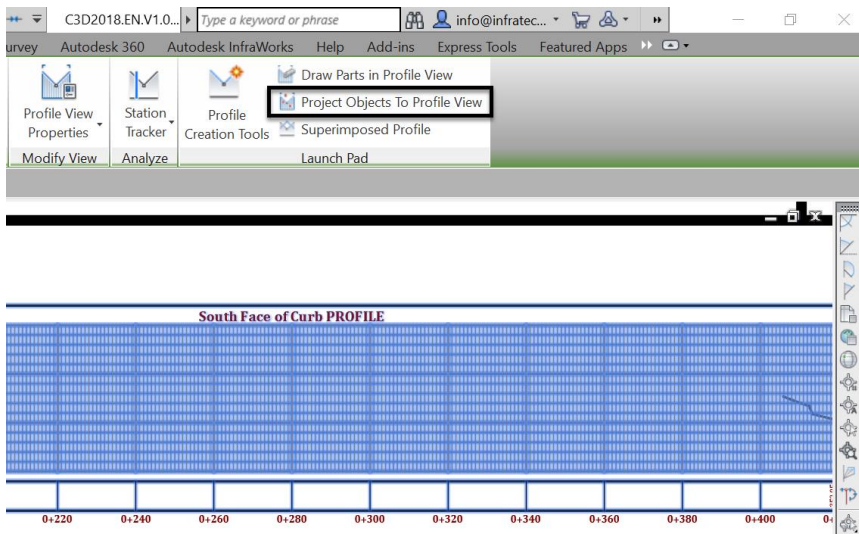 C3D2018.EN.V1.0...
Type a keyword or phrase
info@infratec...
urvey Autodesk 360 Autodesk InfraWorks Help Add-ins Express Tools Featured Apps
Profile View
Properties
Station
Tracker
Profile
Creation Tools
Draw Parts in Profile View
Project Objects To Profile View
Superimposed Profile
Modify View Analyze Launch Pad
South Face of Curb PROFILE
0+220 0+240 0+260 0+280 0+300 0+320 0+340 0+360 0+380 0+400 0+